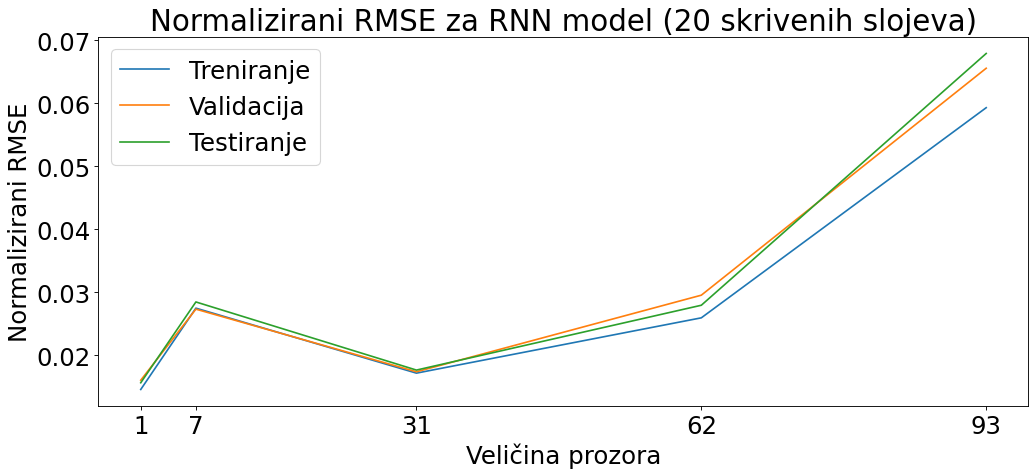 Normalizirani RMSE za RNN model (20 skrivenih slojeva)
Normalizirani RMSE
0.07
0.06
0.05
0.04
0.03
0.02
Treniranje
Validacija
Testiranje
1 7 31 62 93
Veličina prozora